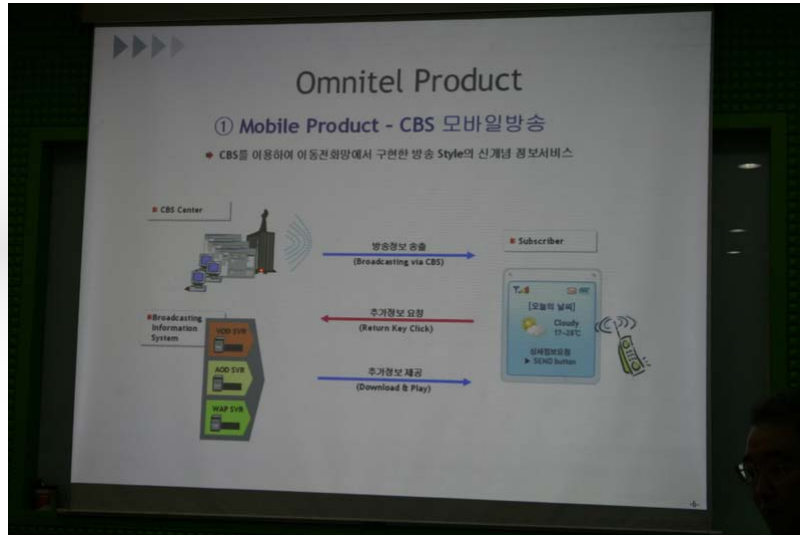 Omnitel Product
① Mobile Product - CBS 모바일방송
CBS를 이용하여 이동전화망에서 구현한 방송 Style의 신개념 정보서비스
CBS Center
방송정보 송출
(Broadcasting via CBS)
Subscriber
[오늘의 날씨]
Cloudy
17~28℃
상세정보요청
▶ SEND button
추가정보 요청
(Return Key Click)
Broadcasting
Information
System
VOD SVR
AOD SVR
WAP SVR
추가정보 제공
(Download & Play)